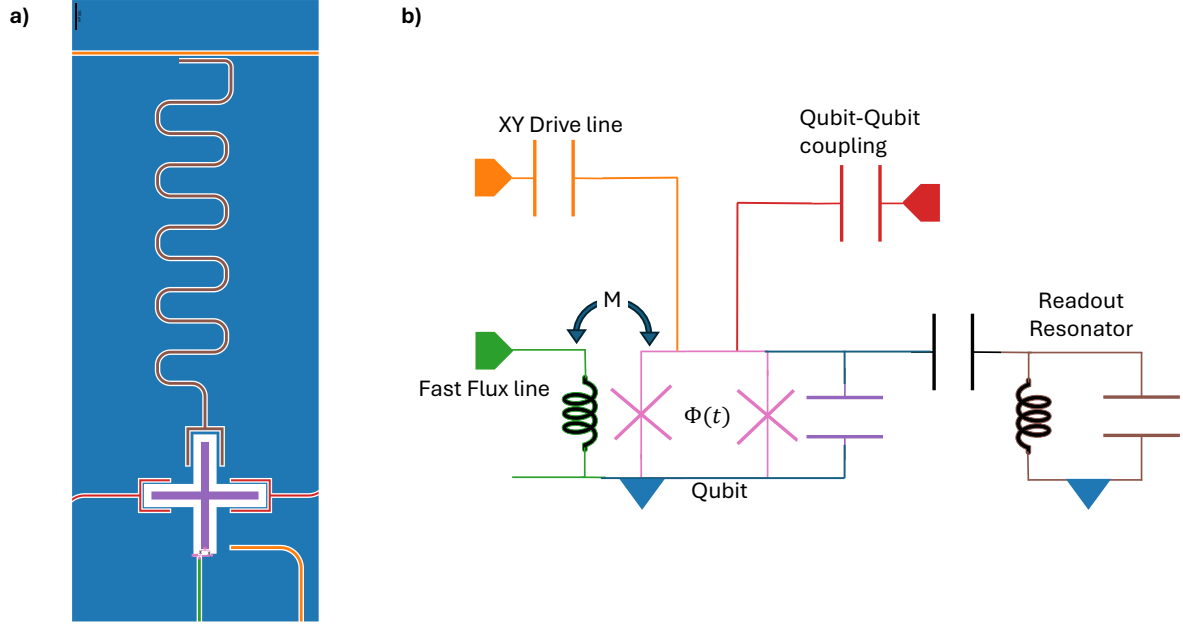 a)
b)
XY Drive line
Qubit-Qubit
coupling
M
Readout
Resonator
Fast Flux line
Φ(t)
Qubit